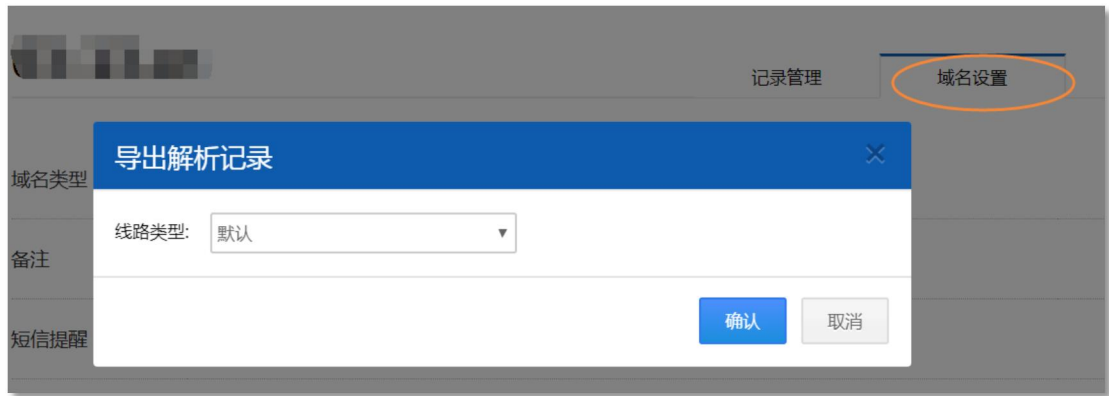 记录管理
域名设置
导出解析记录
域名类型
线路类型: 默认
备注
确认
取消
短信提醒